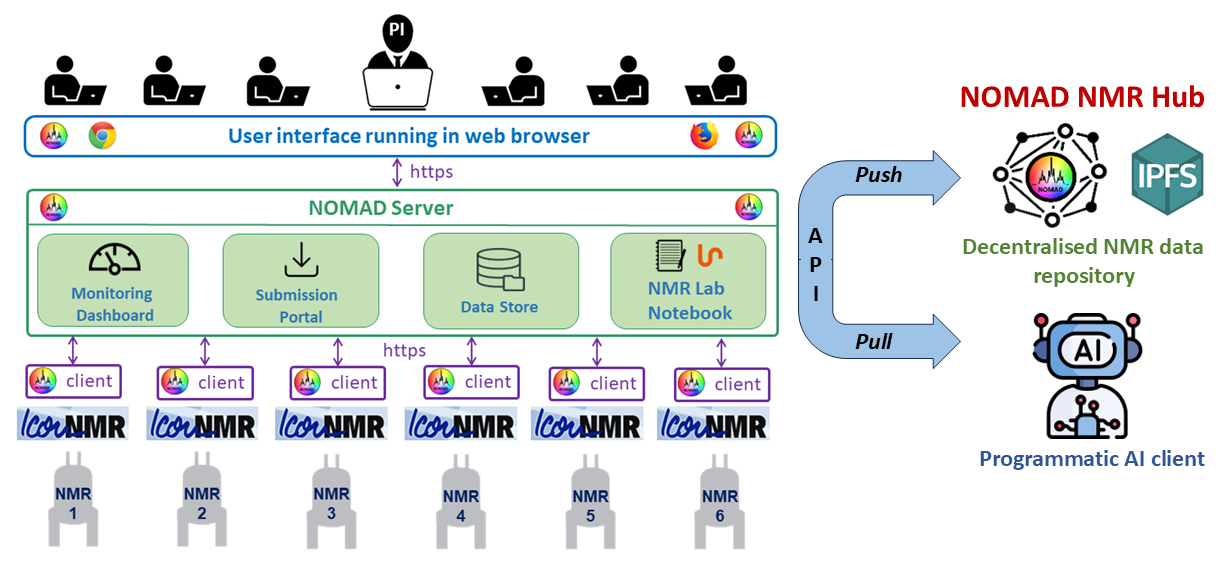 PI
User interface running in web browser
https
NOMAD Server
Monitoring
Dashboard
Submission
Portal
Data Store
NMR Lab
Notebook
https
client
client
client
client
client
client
IconNMR
IconNMR
IconNMR
IconNMR
IconNMR
IconNMR
NMR
1
NMR
2
NMR
3
NMR
4
NMR
5
NMR
6
API
Push
Pull
NOMAD NMR Hub
NOMAD
IPFS
Decentralised NMR data
repository
AI
Programmatic AI client